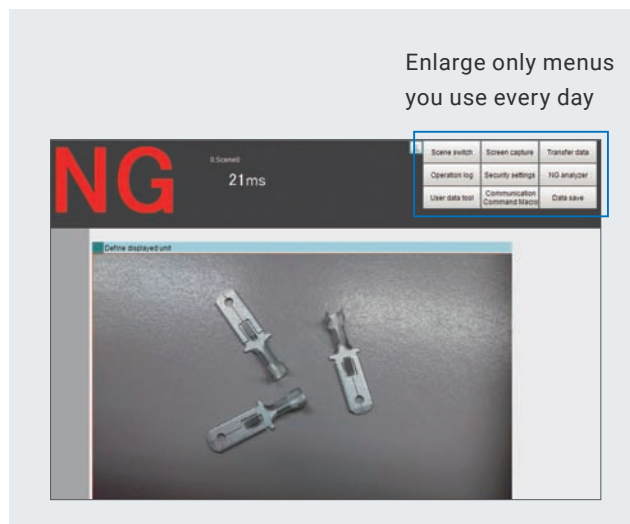 Enlarge only menus
you use every day
NG
0.Scene0
21ms
Scene switch
Screen capture
Transfer data
Operation log
Security settings
NG analyzer
User data tool
Communication
Command Macro
Data save
Define displayed unit